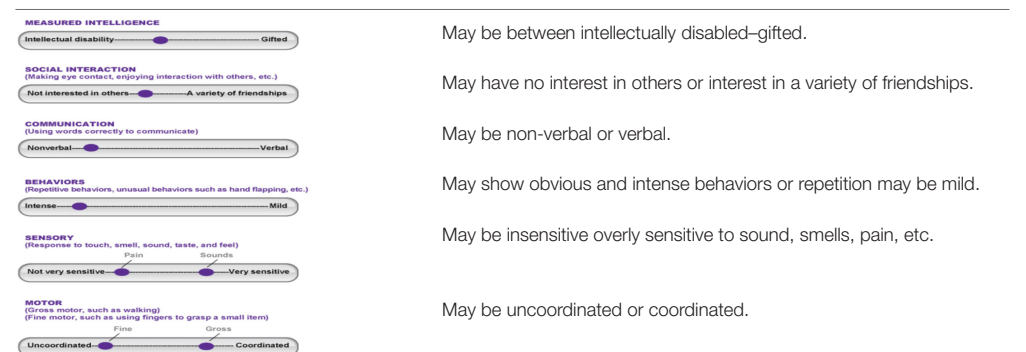 MEASURED INTELLIGENCE
Intellectual disability Gifted
May be between intellectually disabled–gifted.
SOCIAL INTERACTION
(Making eye contact, enjoying interaction with others, etc.)
Not interested in others A variety of friendships
May have no interest in others or interest in a variety of friendships.
COMMUNICATION
(Using words correctly to communicate)
Nonverbal Verbal
May be non-verbal or verbal.
BEHAVIORS
(Repetitive behaviors, unusual behaviors such as hand flapping, etc.)
Intense Mild
May show obvious and intense behaviors or repetition may be mild.
SENSORY
(Response to touch, smell, sound, taste, and feel)
Pain Sounds
Not very sensitive Very sensitive
May be insensitive overly sensitive to sound, smells, pain, etc.
MOTOR
(Gross motor, such as walking)
(Fine motor, such as using fingers to grasp a small item)
Fine Gross
Uncoordinated Coordinated
May be uncoordinated or coordinated.